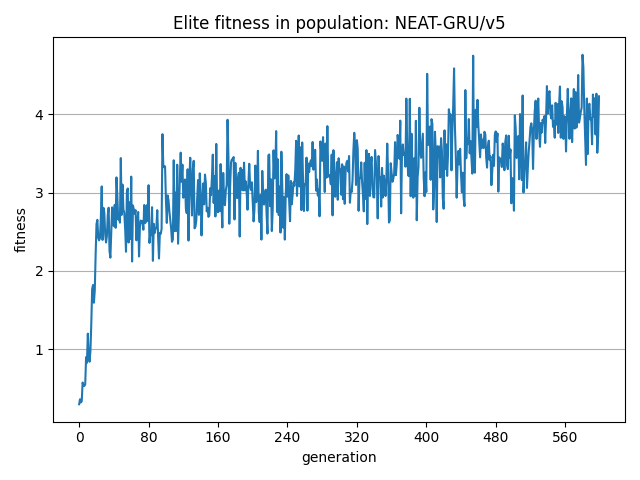 Elite fitness in population: NEAT-GRU/v5
fitness
4
3
2
1
0 80 160 240 320 400 480 560
generation